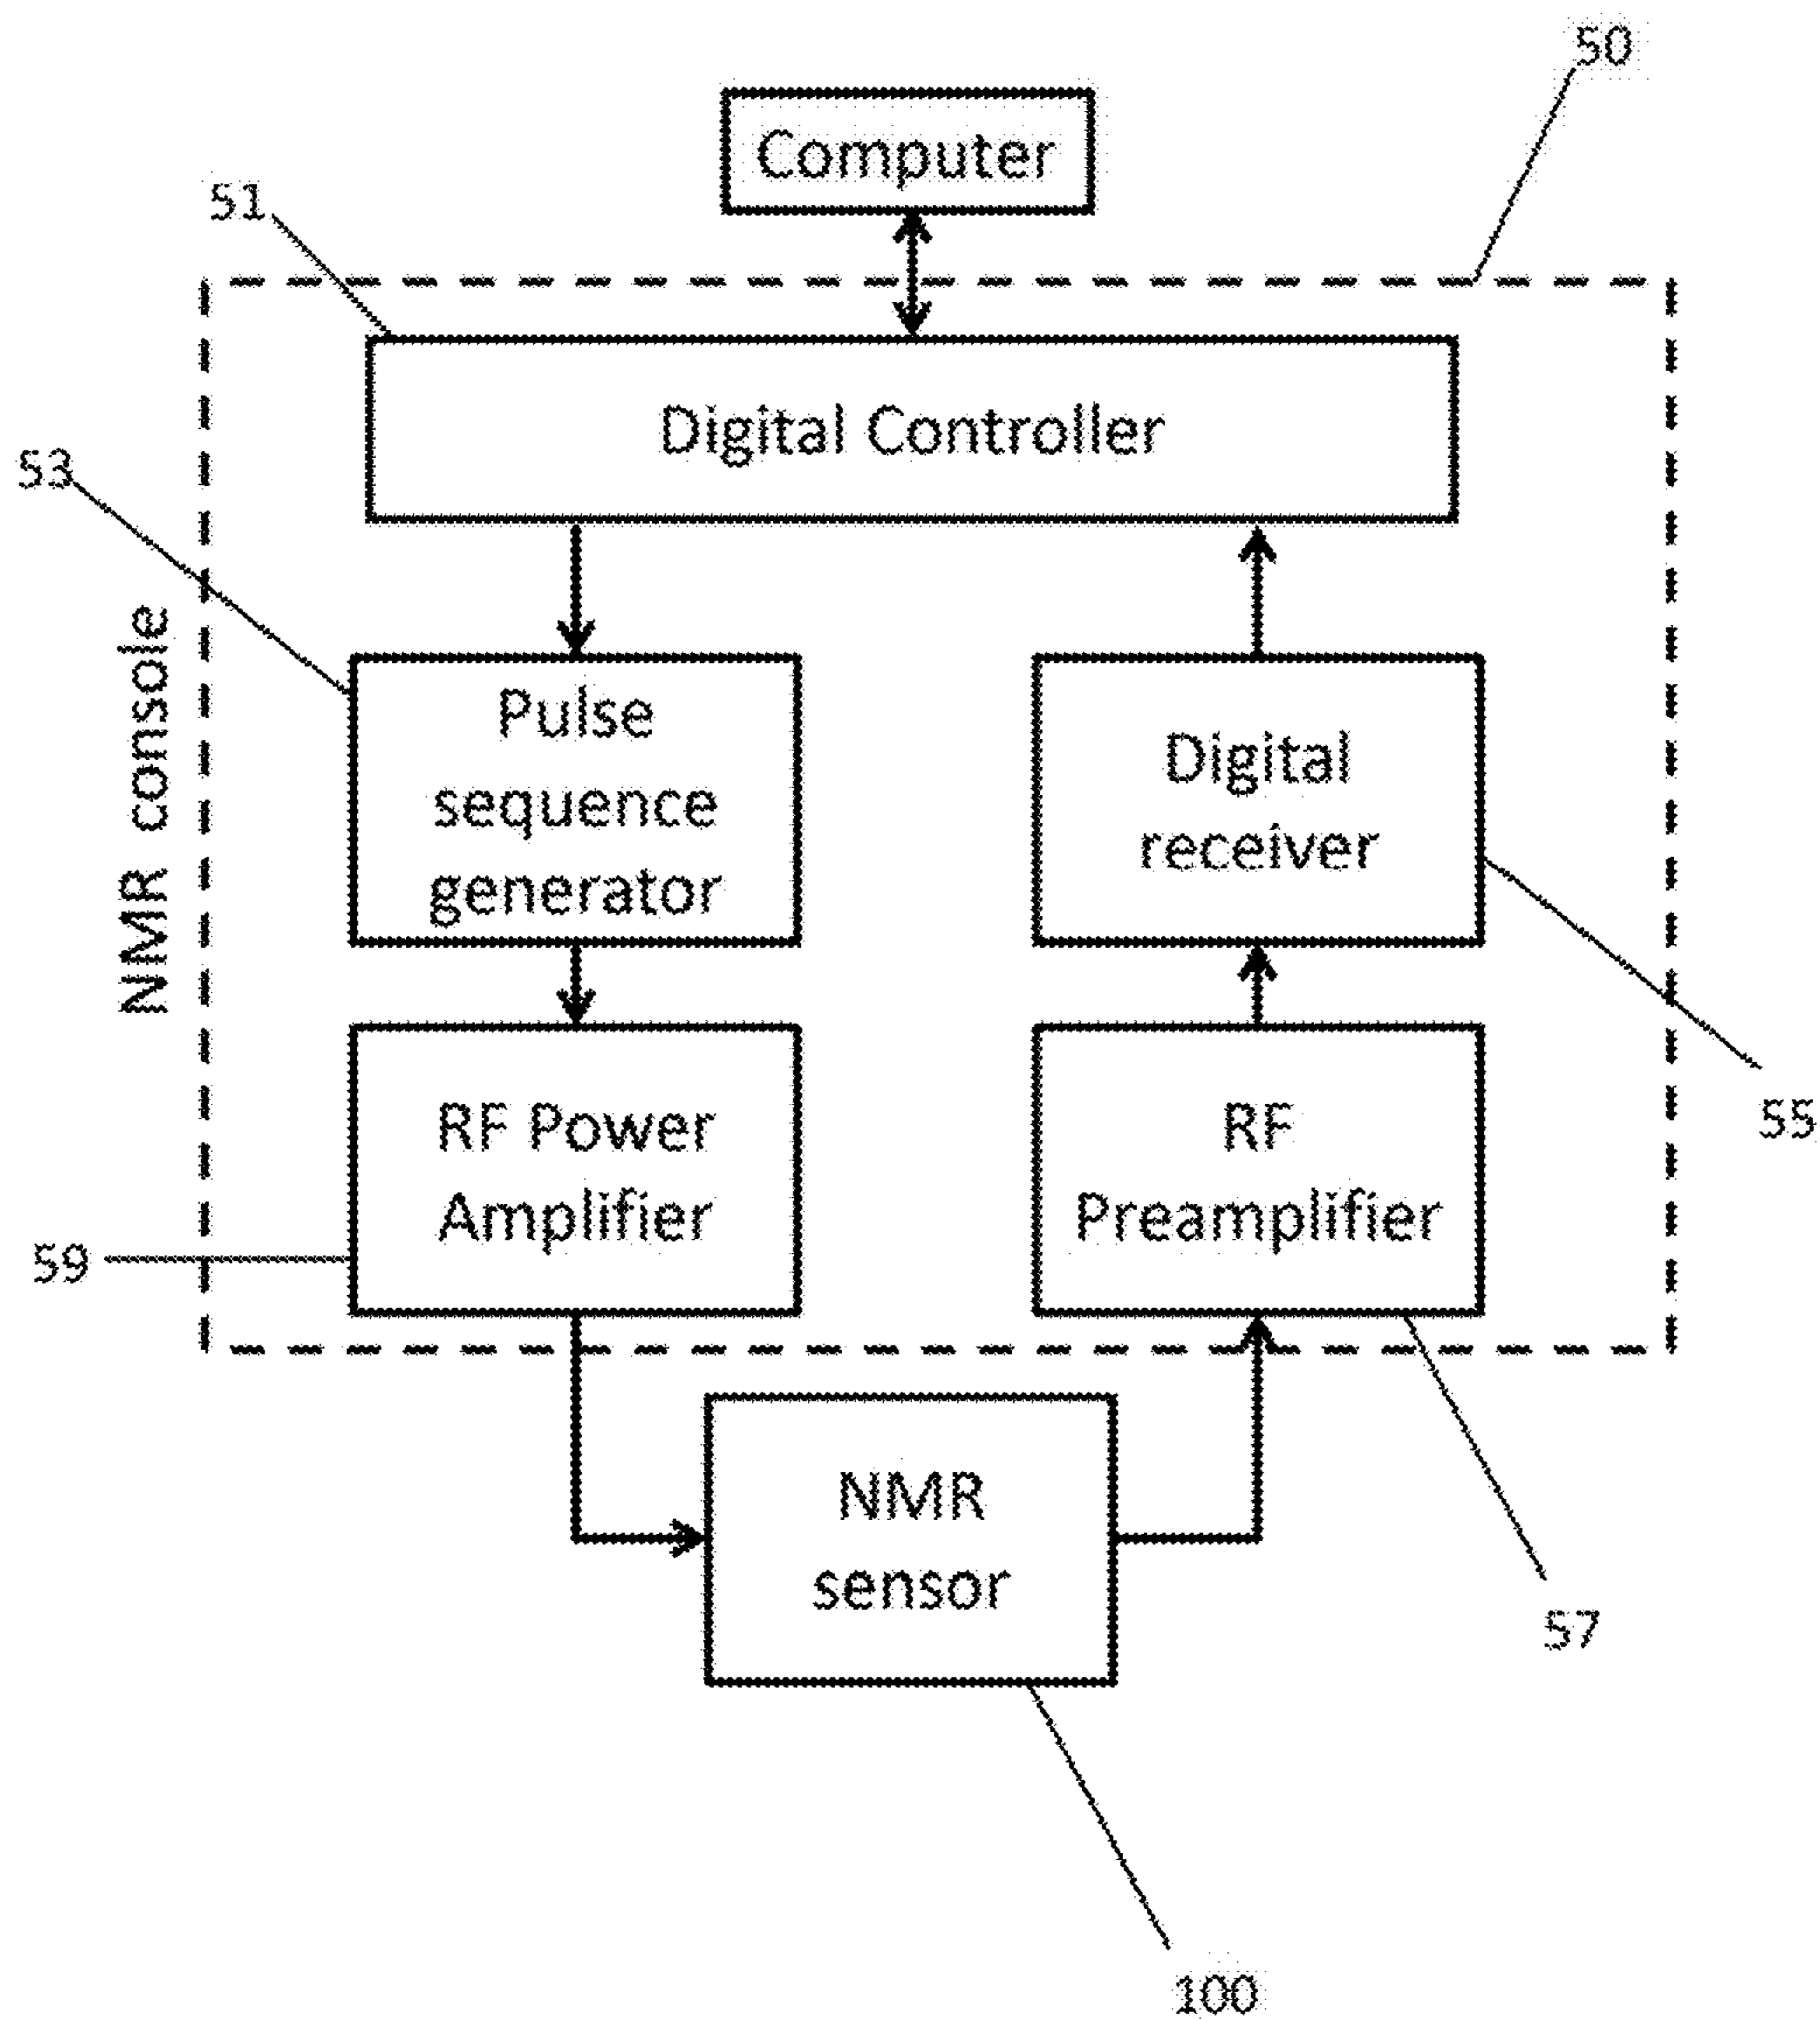 50
Computer
51
Digital Controller
53
NMR console
Pulse
sequence
generator
Digital
receiver
55
RF Power
Amplifier
59
RF
Preamplifier
57
NMR
sensor
100